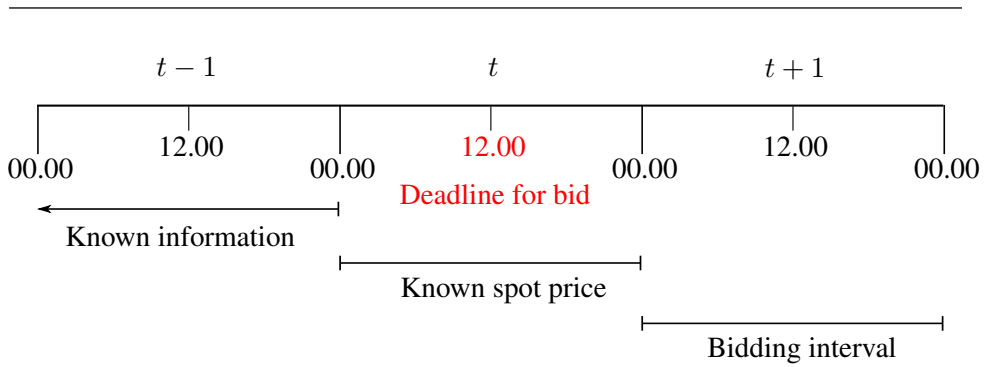 t − 1
t
t + 1
12.00
12.00
12.00
00.00
00.00
00.00
00.00
Deadline for bid
Known information
Known spot price
Bidding interval